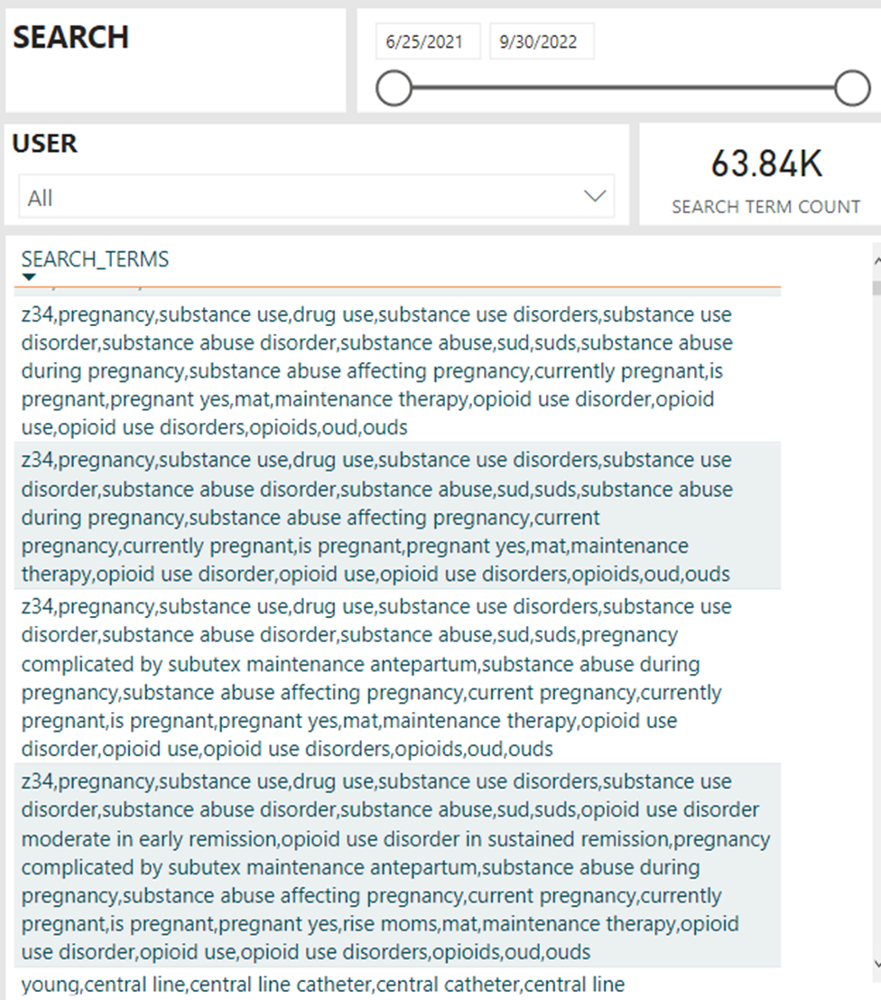 SEARCH
6/25/2021 9/30/2022
USER
All
63.84K
SEARCH TERM COUNT
SEARCH_TERMS
z34,pregnancy,substance use,drug use,substance use disorders,substance use
disorder,substance abuse disorder,substance abuse,sud,suds,substance abuse
during pregnancy,substance abuse affecting pregnancy,currently pregnant,is
pregnant,pregnant yes,mat,maintenance therapy,opioid use disorder,opioid
use,opioid use disorders,opioids,oud,ouds
z34,pregnancy,substance use,drug use,substance use disorders,substance use
disorder,substance abuse disorder,substance abuse,sud,suds,substance abuse
during pregnancy,substance abuse affecting pregnancy,current
pregnancy,currently pregnant,is pregnant,pregnant yes,mat,maintenance
therapy,opioid use disorder,opioid use,opioid use disorders,opioids,oud,ouds
z34,pregnancy,substance use,drug use,substance use disorders,substance use
disorder,substance abuse disorder,substance abuse,sud,suds,pregnancy
complicated by subutex maintenance antepartum,substance abuse during
pregnancy,substance abuse affecting pregnancy,current pregnancy,currently
pregnant,is pregnant,pregnant yes,mat,maintenance therapy,opioid use
disorder,opioid use,opioid use disorders,opioids,oud,ouds
z34,pregnancy,substance use,drug use,substance use disorders,substance use
disorder,substance abuse disorder,substance abuse,sud,suds,opioid use disorder
moderate in early remission,opioid use disorder in sustained remission,pregnancy
complicated by subutex maintenance antepartum,substance abuse during
pregnancy,substance abuse affecting pregnancy,current pregnancy,currently
pregnant,is pregnant,pregnant yes,rise moms,mat,maintenance therapy,opioid
use disorder,opioid use,opioid use disorders,opioids,oud,ouds
young,central line,central line catheter,central catheter,central line